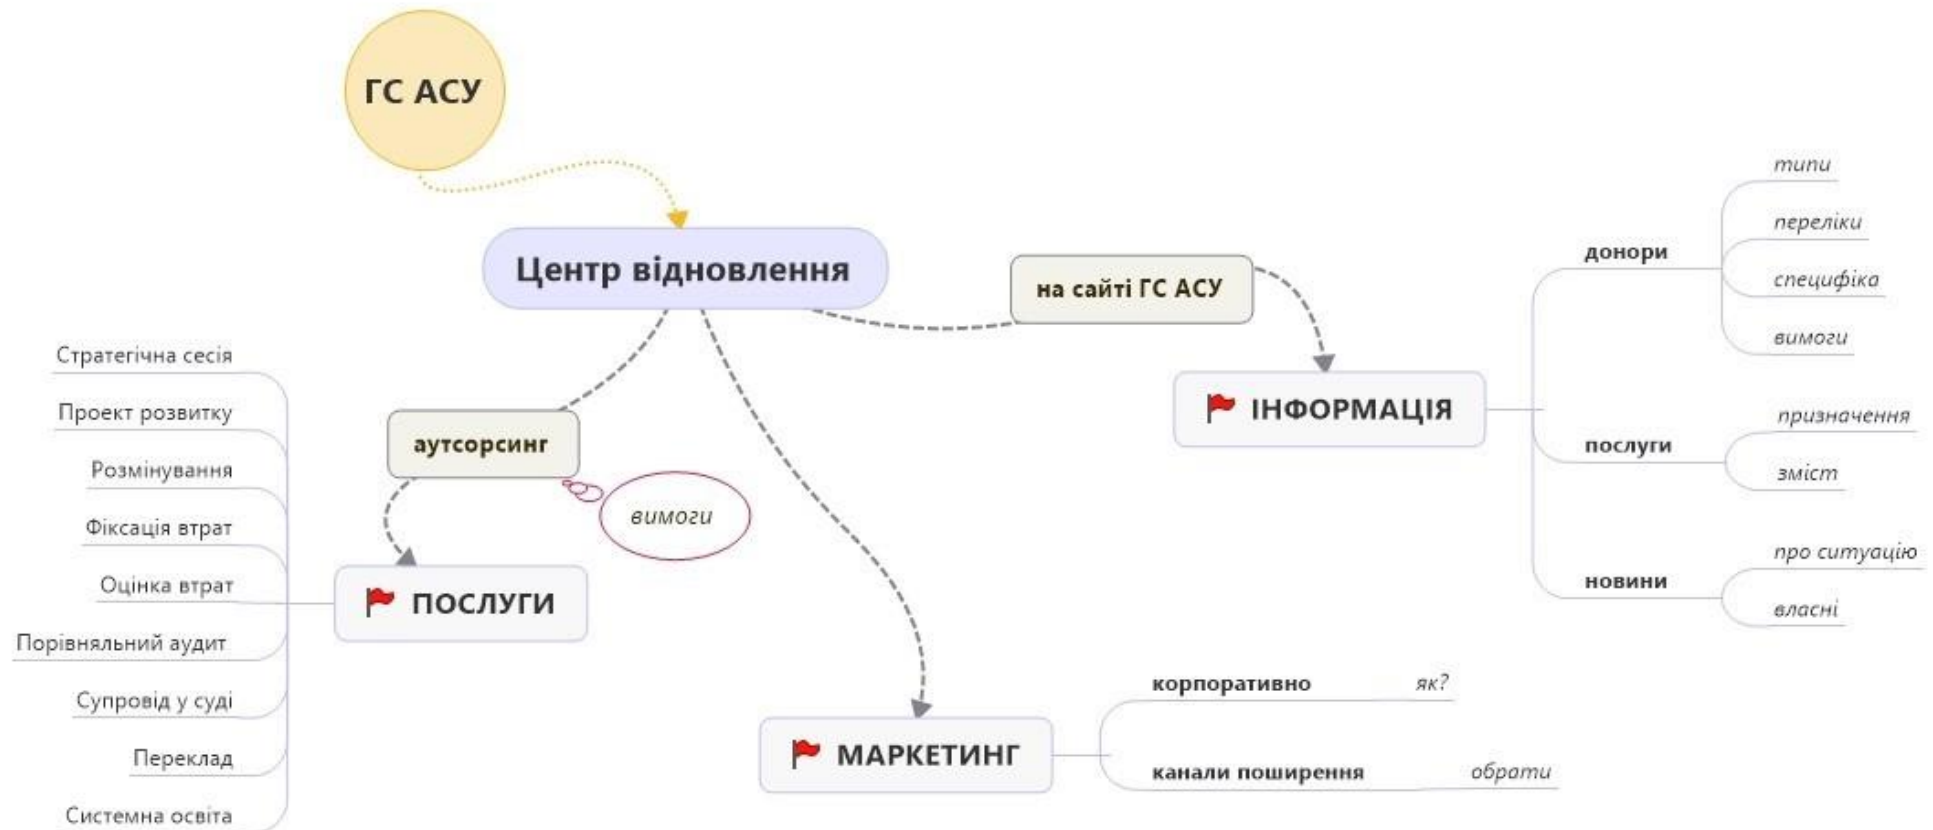 ГС АСУ
Центр відновлення
на сайті ГС АСУ
ІНФОРМАЦІЯ
донори
типи
переліки
специфіка
вимоги
послуги
призначення
зміст
новини
про ситуацію
власні
аутсорсинг
вимоги
ПОСЛУГИ
Стратегічна сесія
Проект розвитку
Розмінування
Фіксація втрат
Оцінка втрат
Порівняльний аудит
Супровід у суді
Переклад
Системна освіта
МАРКЕТИНГ
корпоративно
як?
канали поширення
обрати